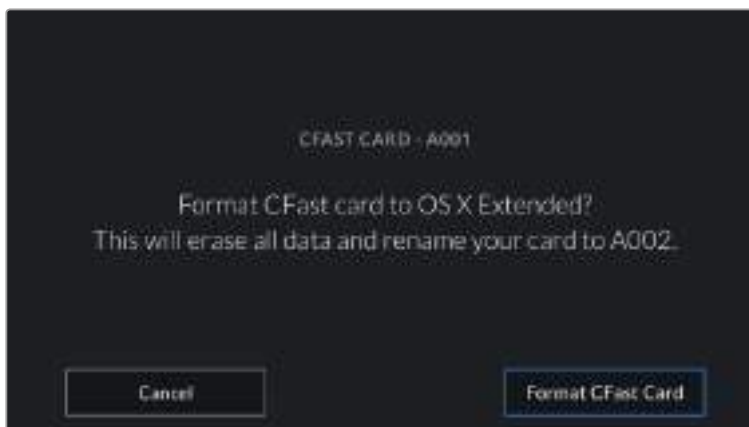 CFAST CARD - A001
Format CFast card to OS X Extended?
This will erase all data and rename your card to A002.
Cancel
Format CFast Card